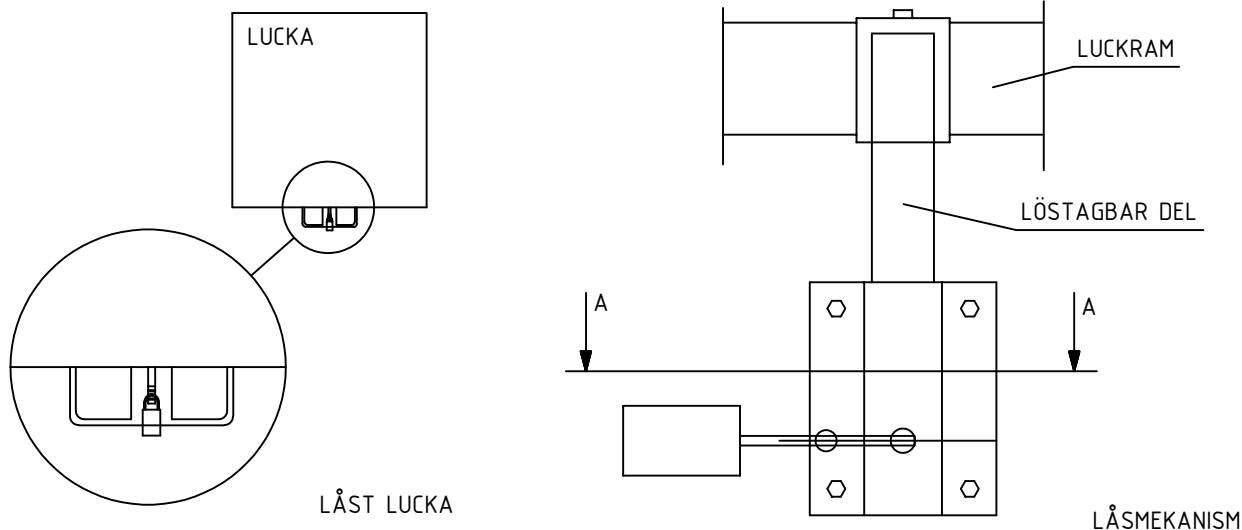 LUCKA
LUCKRAM
LÖSTAGBAR DEL
A
A
LÅST LUCKA
LÅSMEKANISM